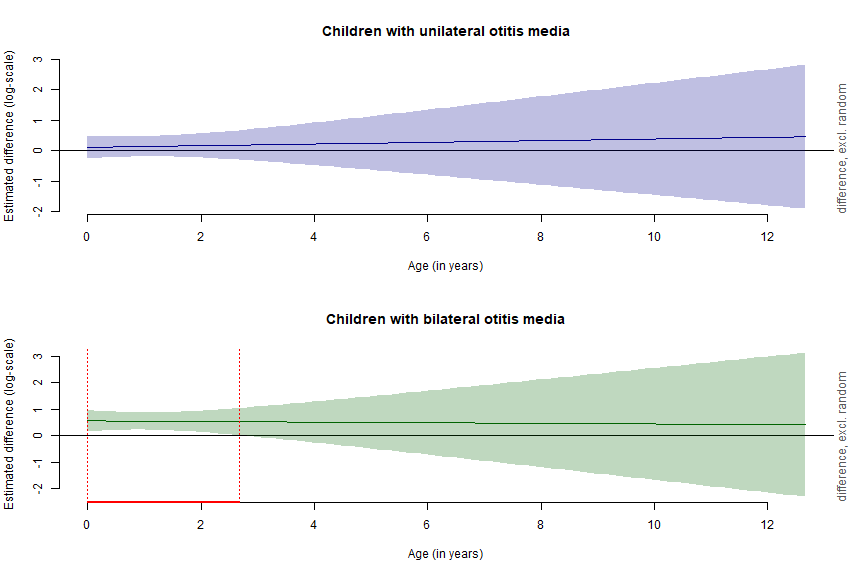 Children with unilateral otitis media
Estimated difference (log-scale)
3
2
1
0
-1
-2
0 2 4 6 8 10 12
Age (in years)
difference, excl. random
Children with bilateral otitis media
Estimated difference (log-scale)
3
2
1
0
-1
-2
0 2 4 6 8 10 12
Age (in years)
difference, excl. random